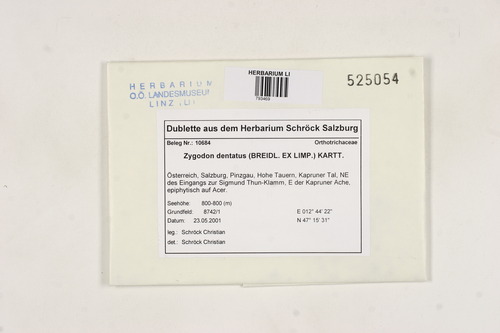 HERBARIUM LI
HERBARIUM
O.Ö. LANDESMUSEUM
LINZ
525054
Dublette aus dem Herbarium Schröck Salzburg
Beleg Nr.: 10684 Orthotrichaceae
Zygodon dentatus (BREIDL. EX LIMP.) KARTT.
Österreich, Salzburg, Pinzgau, Hohe Tauern, Kapruner Tal, NE
des Eingangs zur Sigmund Thun-Klamm, E der Kapruner Ache,
epiphytisch auf Acer.
Seehöhe: 800-800 (m)
Grundfeld 8742/1 E 012° 44' 22"
Datum: 23.05.2001 N 47° 15' 31"
leg.: Schröck Christian
det.: Schröck Christian